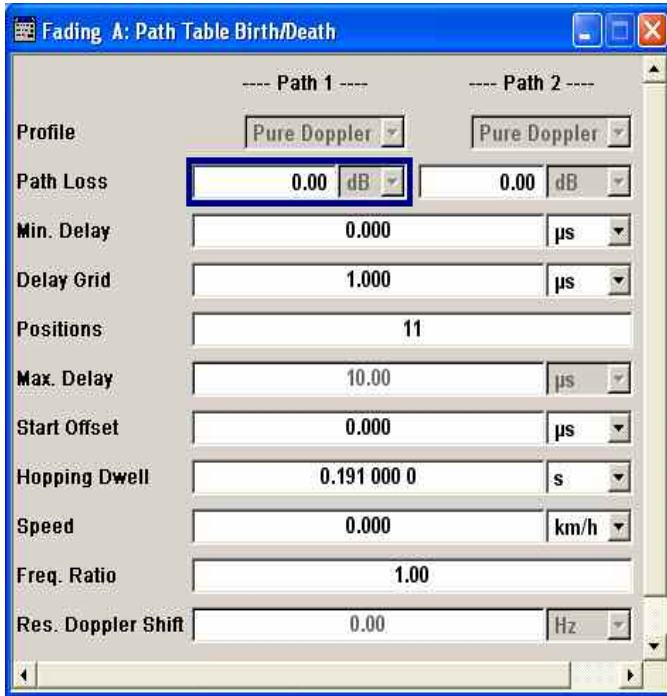 Fading A: Path Table Birth/Death
---- Path 1 ---- ---- Path 2 ----
Profile Pure Doppler Pure Doppler
Path Loss 0.00 dB 0.00 dB
Min. Delay 0.000 µs
Delay Grid 1.000 µs
Positions 11
Max. Delay 10.00 µs
Start Offset 0.000 µs
Hopping Dwell 0.191 000 0 s
Speed 0.000 km/h
Freq. Ratio 1.00
Res. Doppler Shift 0.00 Hz